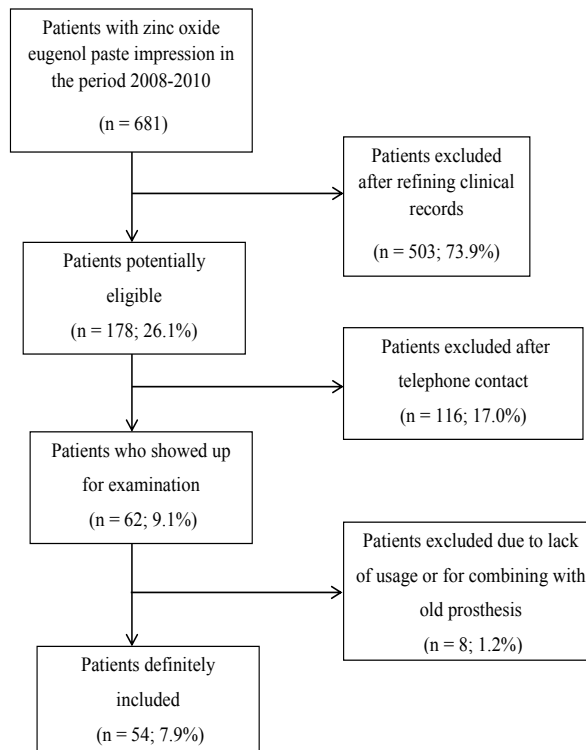 Patients with zinc oxide
eugenol paste impression in
the period 2008-2010
(n = 681)
Patients excluded
after refining clinical
records
(n = 503; 73.9%)
Patients potentially
eligible
(n = 178; 26.1%)
Patients excluded after
telephone contact
(n = 116; 17.0%)
Patients who showed up
for examination
(n = 62; 9.1%)
Patients excluded due to lack
of usage or for combining with
old prosthesis
(n = 8; 1.2%)
Patients definitely
included
(n = 54; 7.9%)